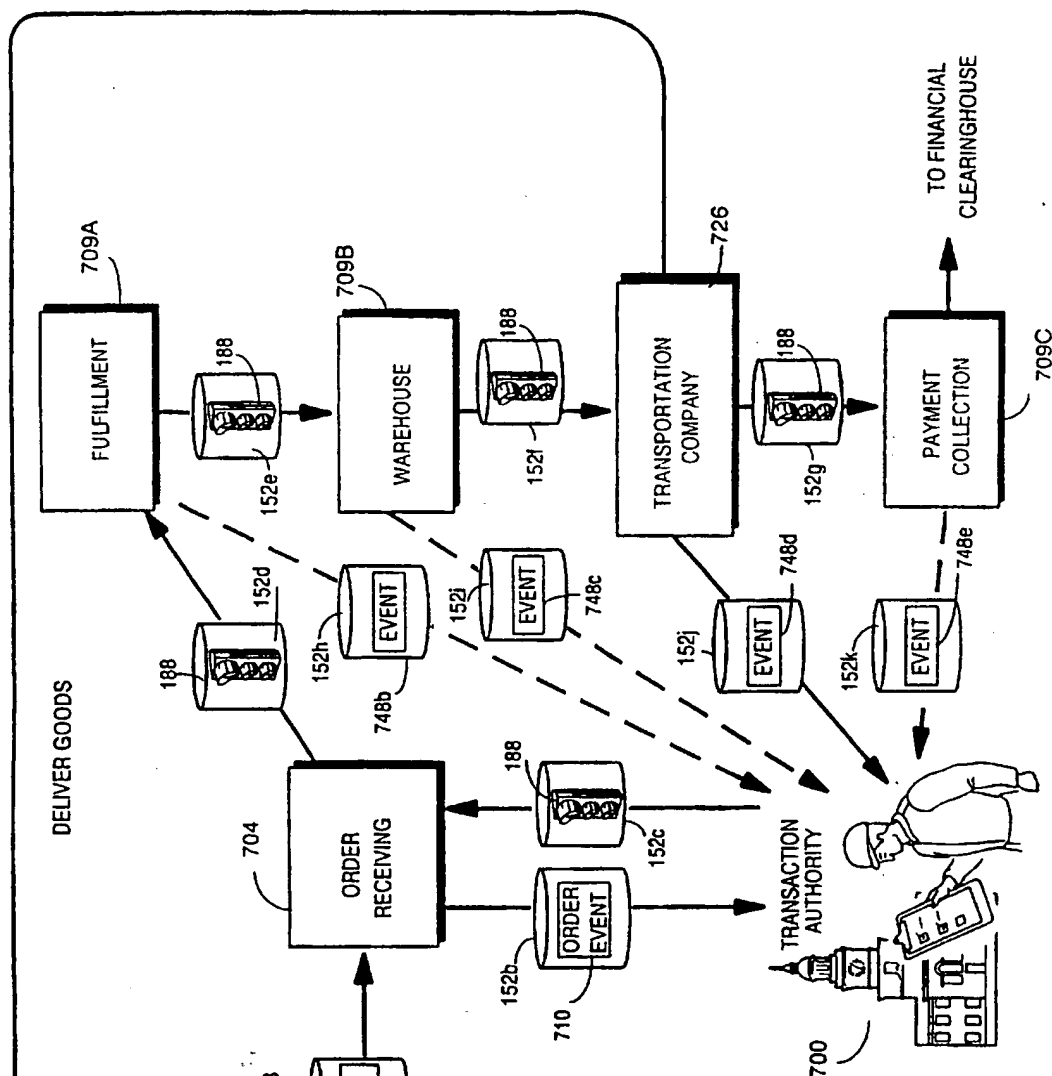 DELIVER GOODS
709A
FULFILLMENT
188
152e
709B
WAREHOUSE
188
152f
726
TRANSPORTATION
COMPANY
188
152g
PAYMENT
COLLECTION
709C
TO FINANCIAL
CLEARINGHOUSE
188
152d
152h
EVENT
748b
152i
EVENT
748c
152j
EVENT
748d
152k
EVENT
748e
704
ORDER
RECEIVING
188
152c
152b
ORDER
EVENT
710
TRANSACTION
AUTHORITY
700